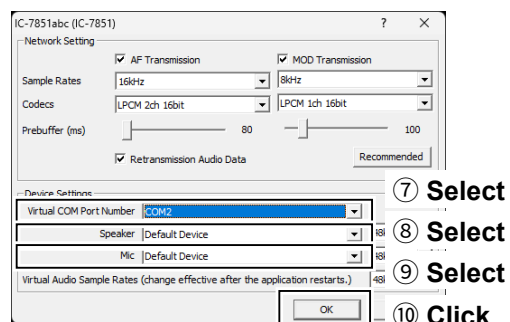 IC-7851abc (IC-7851) ? ×
Network Setting
AF Transmission MOD Transmission
Sample Rates 16kHz 8kHz
Codecs LPCM 2ch 16bit LPCM 1ch 16bit
Prebuffer (ms) 80 100
Retransmission Audio Data Recommended
Device Settings
Virtual COM Port Number COM2 ⑦ Select
Speaker Default Device ⑧ Select
Mic Default Device ⑨ Select
Virtual Audio Sample Rates (change effective after the application restarts.)
OK ⑩ Click